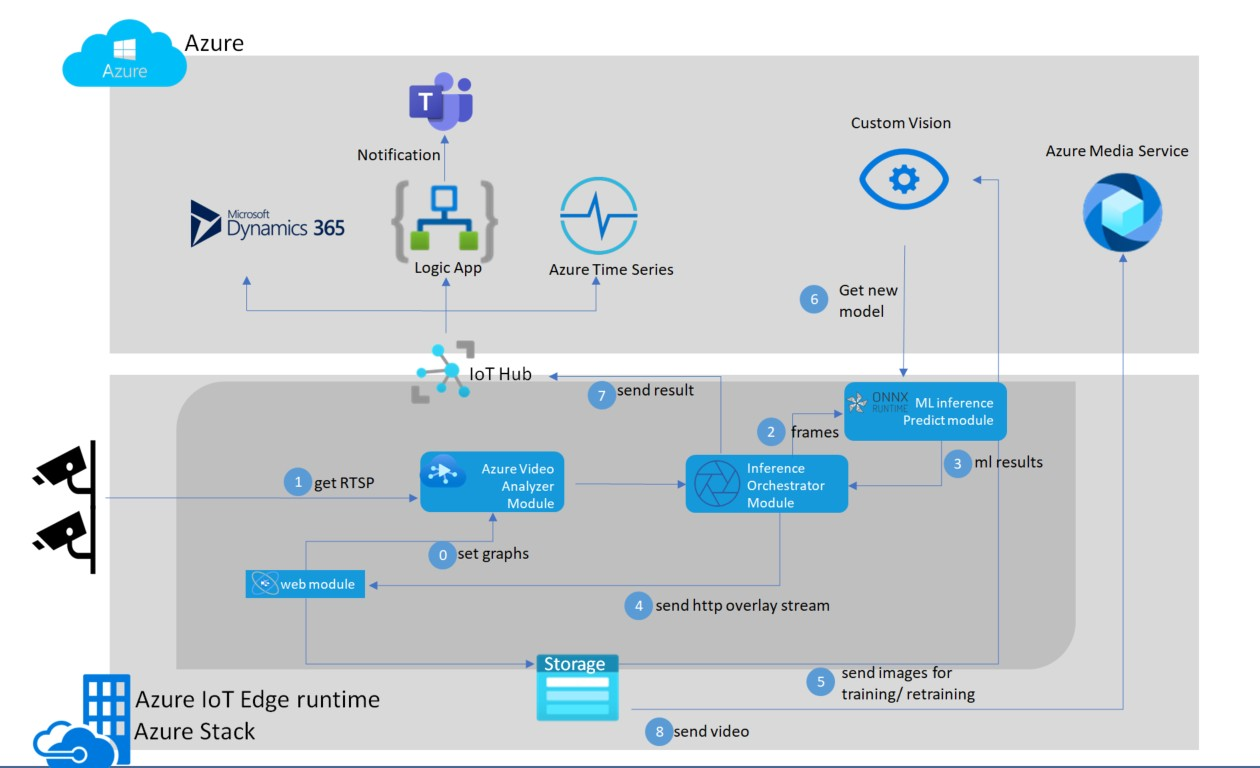 Azure
Azure
T
Notification
Custom Vision
Azure Media Service
Microsoft
Dynamics 365
Logic App
Azure Time Series
6
Get new
model
IoT Hub
7
send result
ONNX
RUNTIME
ML inference
Predict module
2
frames
3
ml results
1
get RTSP
Azure Video
Analyzer
Module
Inference
Orchestrator
Module
0
set graphs
web module
4
send http overlay stream
Storage
5
send images for
training/ retraining
Azure IoT Edge runtime
Azure Stack
8
send video